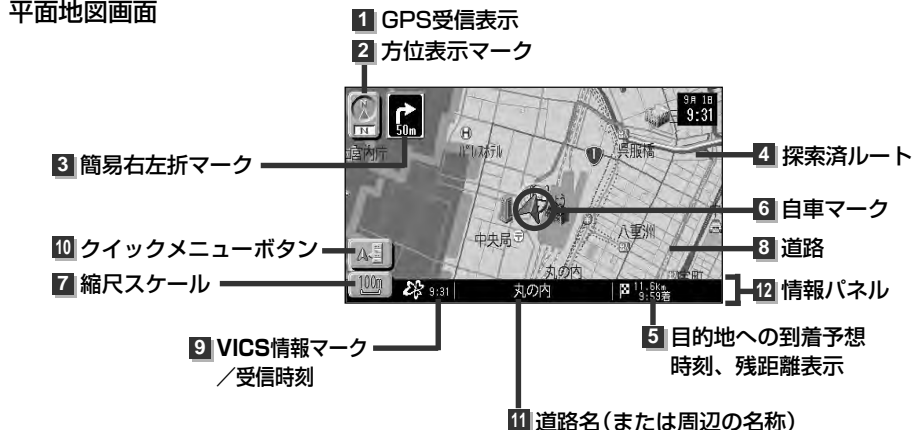 平面地図画面
1 GPS受信表示
2 方位表示マーク
3 簡易右左折マーク
4 探索済ルート
6 自車マーク
10 クイックメニューボタン
8 道路
7 縮尺スケール
12 情報パネル
9 VICS情報マーク
／受信時刻
5 目的地への到着予想
時刻、残距離表示
11 道路名（または周辺の名称）
N
50m
9月 1日
9:31
宮内庁
H
パレスホテル
1
呉服橋
中央局
八重洲
丸の内
100m
9:31
丸の内
11.6km
9:59着